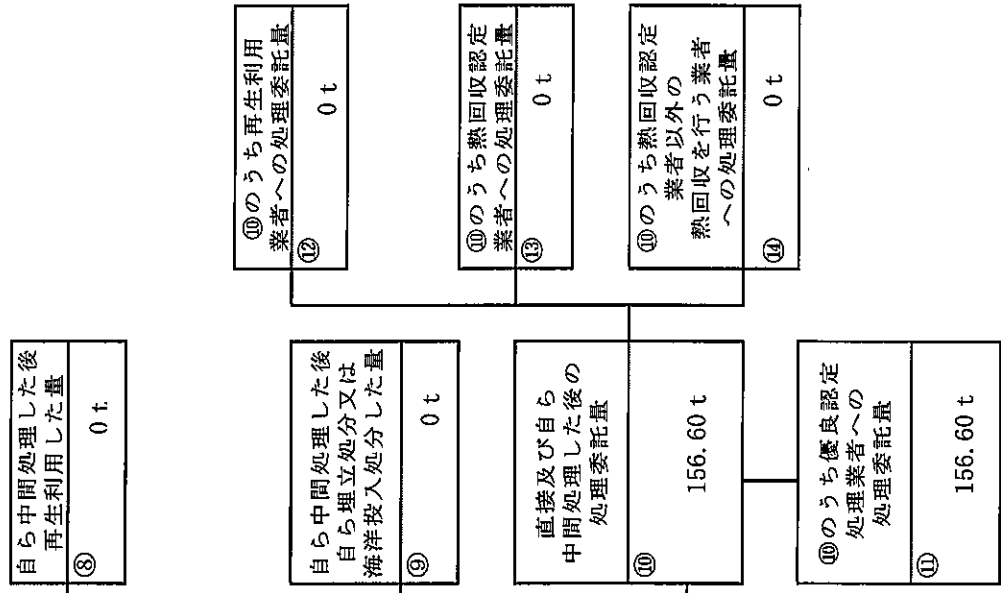 自ら中間処理した後
再生利用した量
⑧
0 t
自ら中間処理した後
自ら埋立処分又は
海洋投入処分した量
⑨
0 t
直接及び自ら
中間処理した後の
処理委託量
⑩
156.60 t
⑩のうち優良認定
処理業者への
処理委託量
⑪
156.60 t
⑩のうち再生利用
業者への処理委託量
⑫
0 t
⑩のうち熱回収認定
業者への処理委託量
⑬
0 t
⑩のうち熱回収認定
業者以外の
熱回収を行う業者
への処理委託量
⑭
0 t